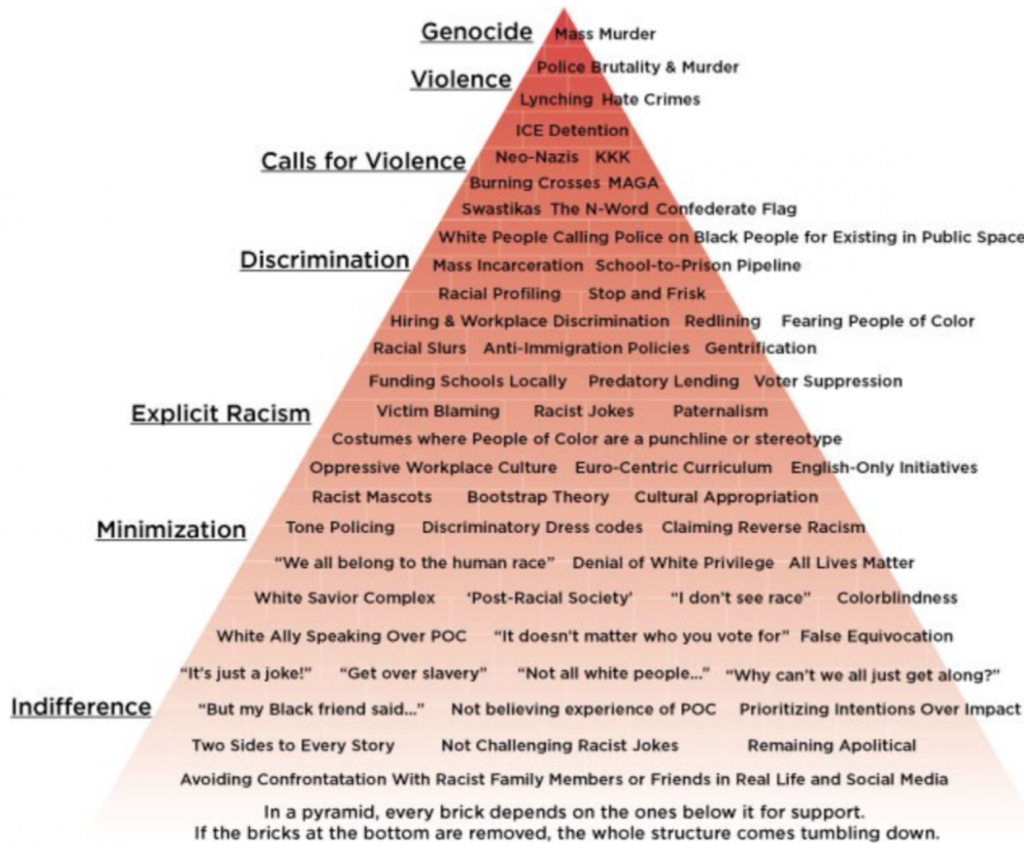 Genocide Mass Murder
Police Brutality & Murder
Violence
Lynching Hate Crimes
ICE Detention
Calls for Violence Neo-Nazis KKK
Burning Crosses MAGA
Swastikas The N-Word Confederate Flag
White People Calling Police on Black People for Existing in Public Space
Discrimination Mass Incarceration School-to-Prison Pipeline
Racial Profiling Stop and Frisk
Hiring & Workplace Discrimination Redlining Fearing People of Color
Racial Slurs Anti-Immigration Policies Gentrification
Funding Schools Locally Predatory Lending Voter Suppression
Explicit Racism Victim Blaming Racist Jokes Paternalism
Costumes where People of Color are a punchline or stereotype
Oppressive Workplace Culture Euro-Centric Curriculum English-Only Initiatives
Racist Mascots Bootstrap Theory Cultural Appropriation
Minimization Tone Policing Discriminatory Dress codes Claiming Reverse Racism
“We all belong to the human race” Denial of White Privilege All Lives Matter
White Savior Complex ‘Post-Racial Society’ “I don’t see race” Colorblindness
White Ally Speaking Over POC “It doesn’t matter who you vote for” False Equivocation
“It’s just a joke!” “Get over slavery” “Not all white people...” “Why can’t we all just get along?”
Indifference “But my Black friend said...” Not believing experience of POC Prioritizing Intentions Over Impact
Two Sides to Every Story Not Challenging Racist Jokes Remaining Apolitical
Avoiding Confrontatation With Racist Family Members or Friends in Real Life and Social Media
In a pyramid, every brick depends on the ones below it for support.
If the bricks at the bottom are removed, the whole structure comes tumbling down.